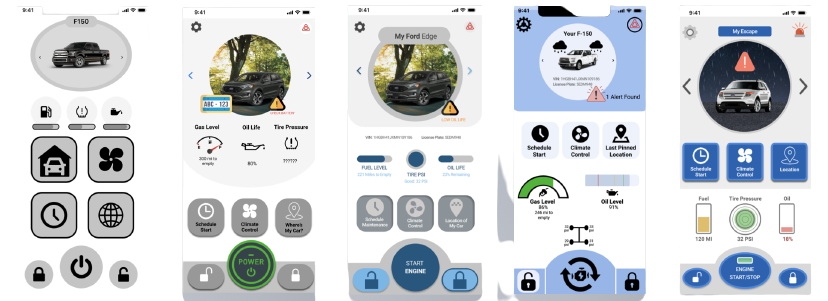 9:41
F150
9:41
ABC - 123
Gas Level
Oil Life
Tire Pressure
E
F
300 mi to
empty
80%
??????
Schedule
Start
Climate
Control
Where's
My Car?
POWER
9:41
My Ford Edge
LOW OIL LIFE
License Plate:
FUEL LEVEL
TIRE PSI
OIL LIFE
Schedule
Maintenance
Climate
Control
Location of
My Car
START
ENGINE
9:41
Your F-150
1 Alert Found
Schedule
Start
Climate
Control
Last Pinned
Location
Gas Level
86%
246 mi to
empty
Oil Level
91%
9:41
My Escape
Schedule
Start
Climate
Control
Location
Fuel
Tire Pressure
Oil
120 MI
32 PSI
18%
ENGINE
START/STOP